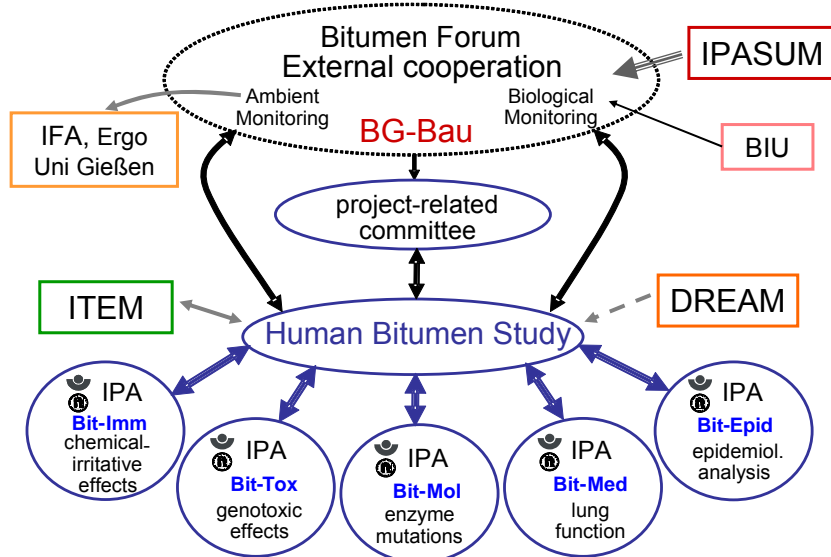 Bitumen Forum
External cooperation
IPASUM
Ambient
Monitoring
Biological
Monitoring
BG-Bau
IFA, Ergo
Uni Gießen
BIU
project-related
committee
ITEM
DREAM
Human Bitumen Study
IPA
Bit-Imm
chemical-
irritative
effects
IPA
Bit-Tox
genotoxic
effects
IPA
Bit-Mol
enzyme
mutations
IPA
Bit-Med
lung
function
IPA
Bit-Epid
epidemiol.
analysis